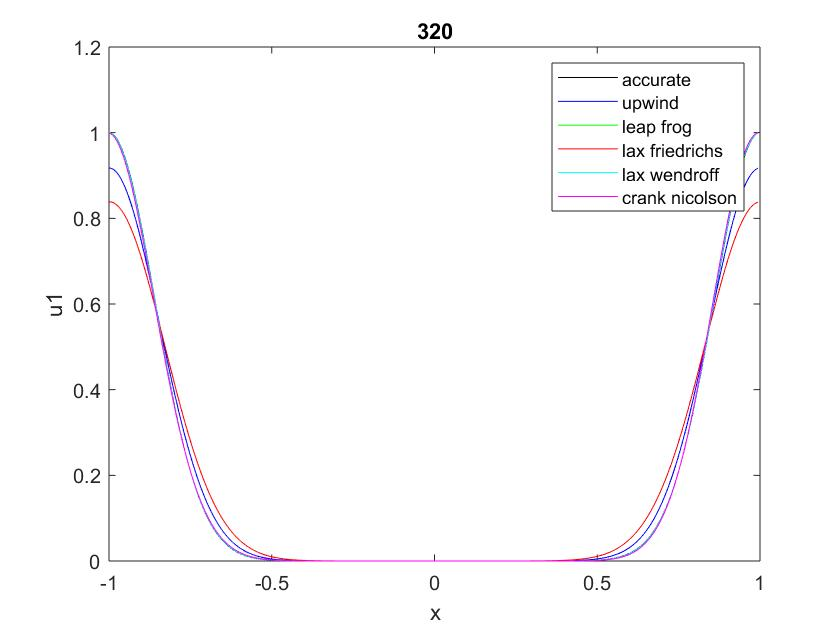 320
1.2
1
0.8
0.6
0.4
0.2
0
u1
accurate
upwind
leap frog
lax friedrichs
lax wendroff
crank nicolson
-1
-0.5
0
0.5
1
x